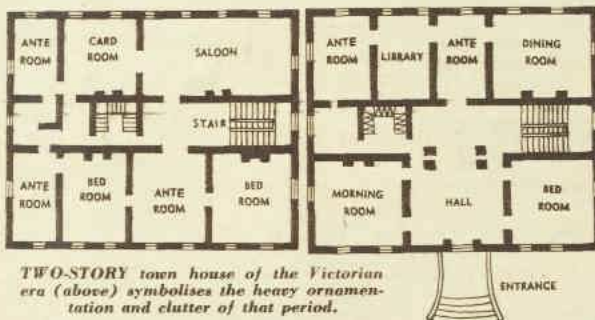 ANTE
ROOM
CARD
ROOM
SALOON
STAIR
ANTE
ROOM
BED
ROOM
ANTE
ROOM
BED
ROOM
ANTE
ROOM
LIBRARY
ANTE
ROOM
DINING
ROOM
MORNING
ROOM
HALL
BED
ROOM
ENTRANCE
TWO-STORY town house of the Victorian
era (above) symbolises the heavy ornamen-
tation and clutter of that period.